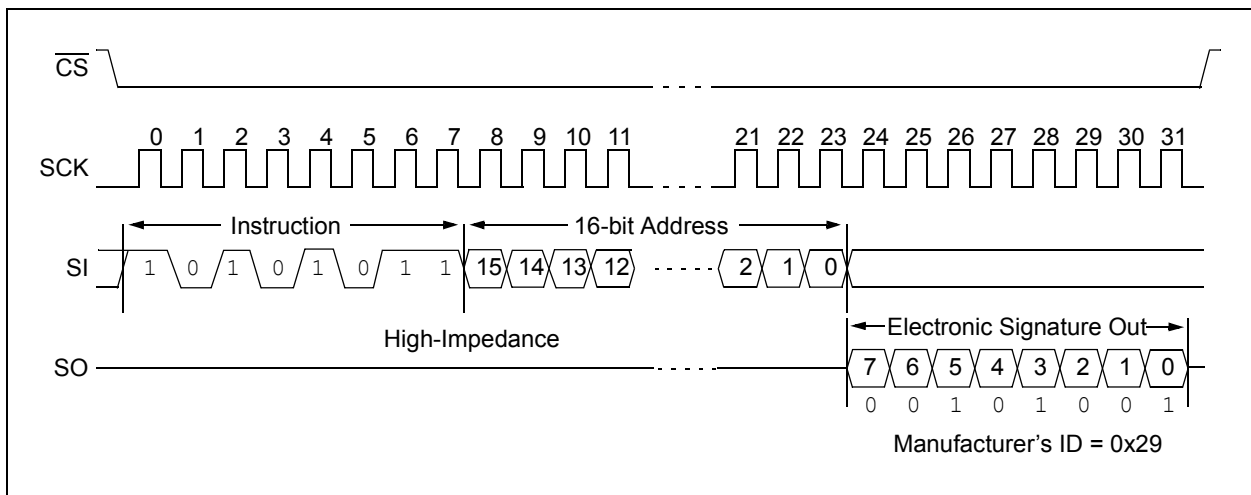 CS
0 1 2 3 4 5 6 7 8 9 10 11 21 22 23 24 25 26 27 28 29 30 31
SCK
Instruction 16-bit Address
SI 1 0 1 0 1 0 1 1 15 14 13 12 2 1 0
High-Impedance Electronic Signature Out
SO 7 6 5 4 3 2 1 0
0 0 1 0 1 0 0 1
Manufacturer's ID = 0x29